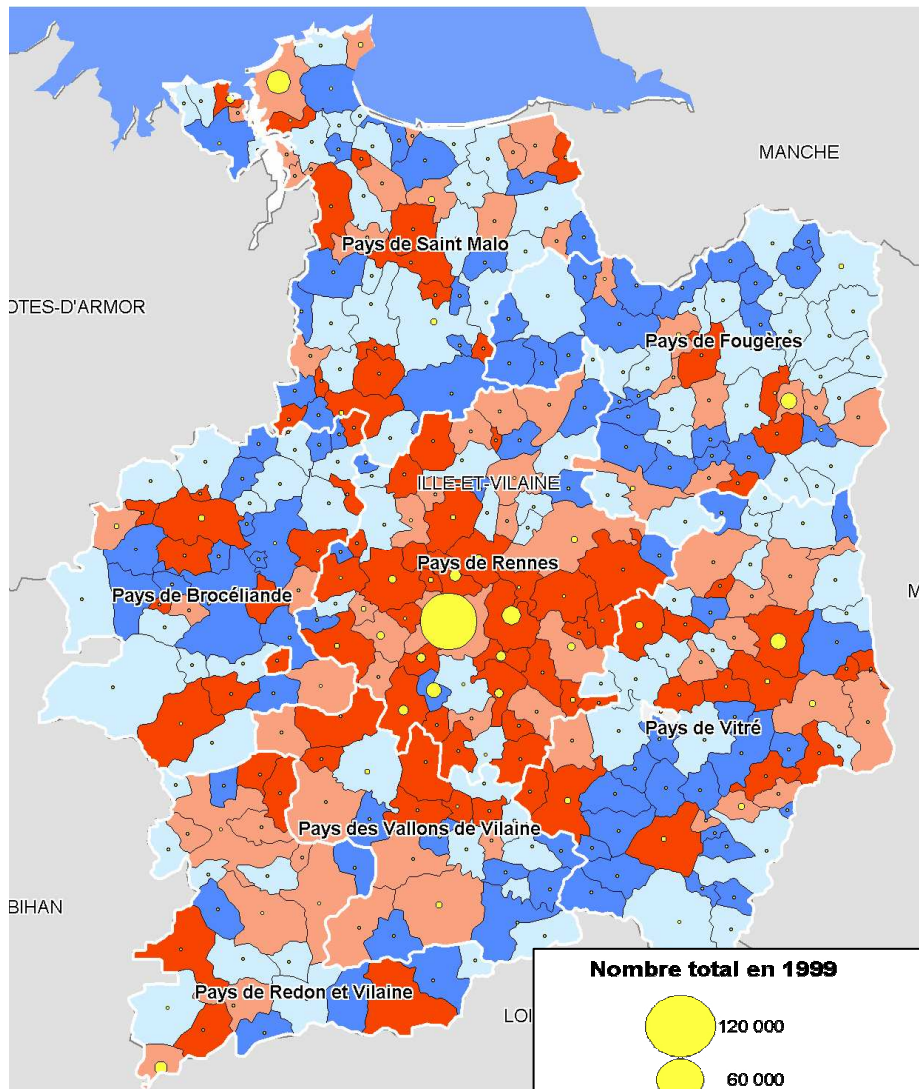 MANCHE
Pays de Saint Malo
OTES-D'ARMOR
Pays de Fougères
ILLE-ET-VILAINE
Pays de Rennes
M
Pays de Brocéliande
Pays de Vitré
Pays des Vallons de Vilaine
BIHAN
Nombre total en 1999
Pays de Redon et Vilaine
LOI
120 000
60 000